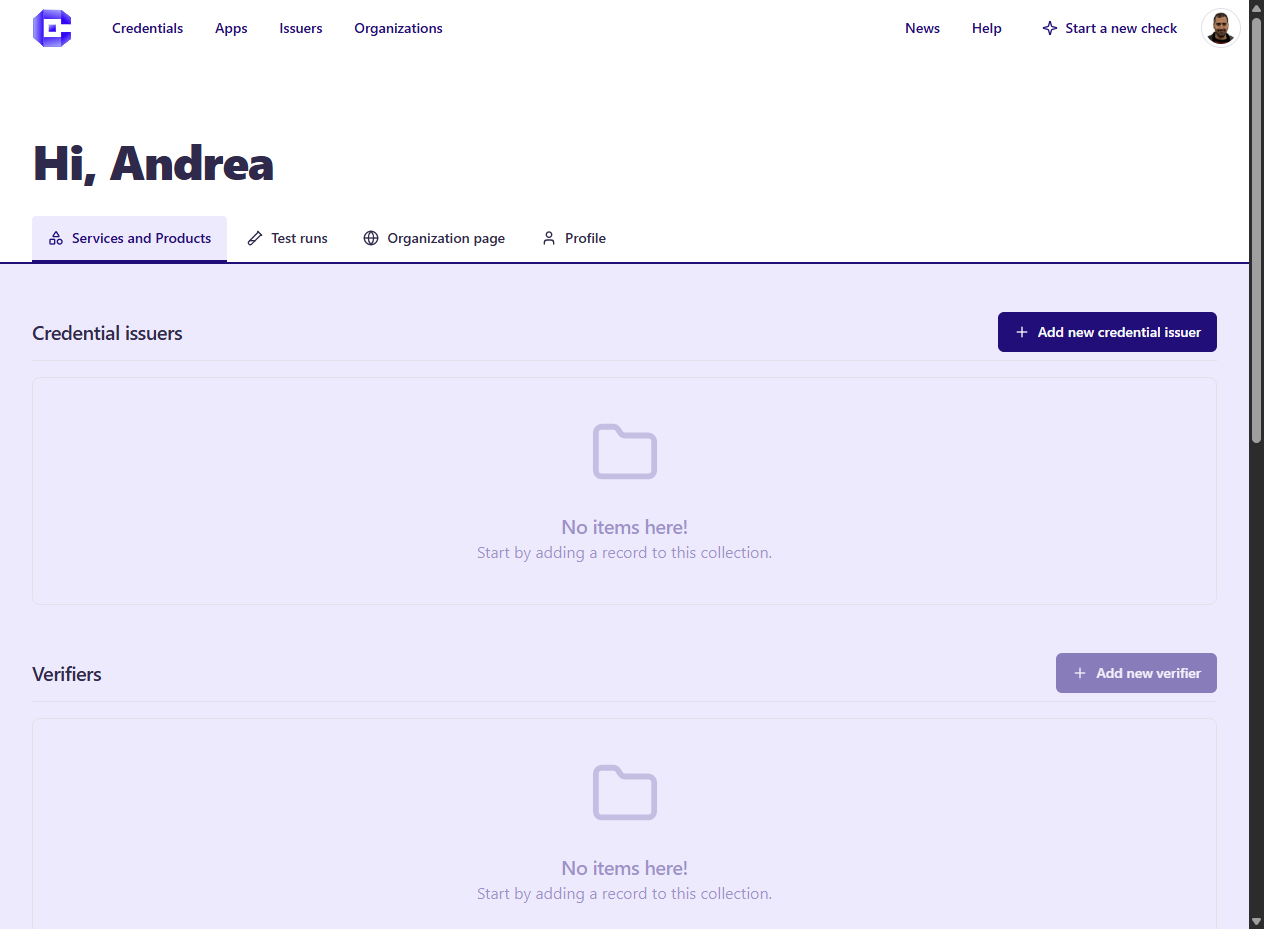 Credentials
Apps
Issuers
Organizations
News
Help
Start a new check
Hi, Andrea
Services and Products
Test runs
Organization page
Profile
Credential issuers
Add new credential issuer
No items here!
Start by adding a record to this collection.
Verifiers
Add new verifier
No items here!
Start by adding a record to this collection.